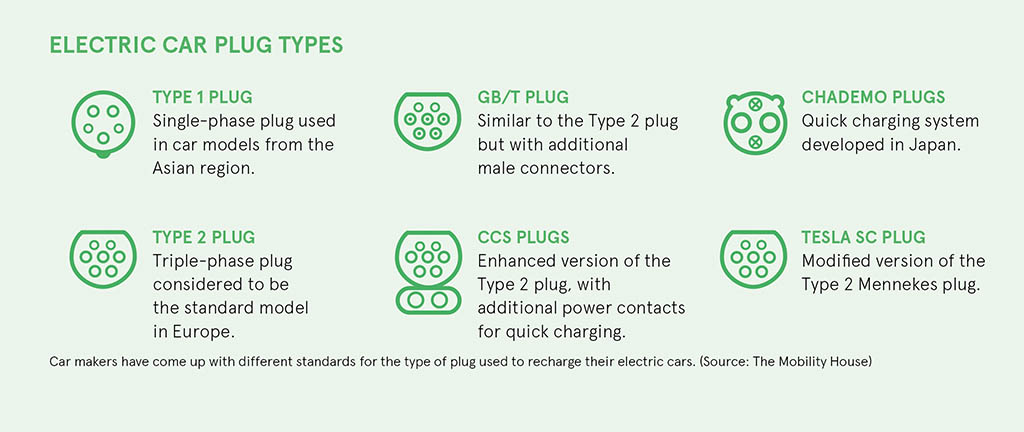 ELECTRIC CAR PLUG TYPES
TYPE 1 PLUG
Single-phase plug used
in car models from the
Asian region.
GB/T PLUG
Similar to the Type 2 plug
but with additional
male connectors.
CHADEMO PLUGS
Quick charging system
developed in Japan.
TYPE 2 PLUG
Triple-phase plug
considered to be
the standard model
in Europe.
CCS PLUGS
Enhanced version of the
Type 2 plug, with
additional power contacts
for quick charging.
TESLA SC PLUG
Modified version of the
Type 2 Mennekes plug.
Car makers have come up with different standards for the type of plug used to recharge their electric cars. (Source: The Mobility House)